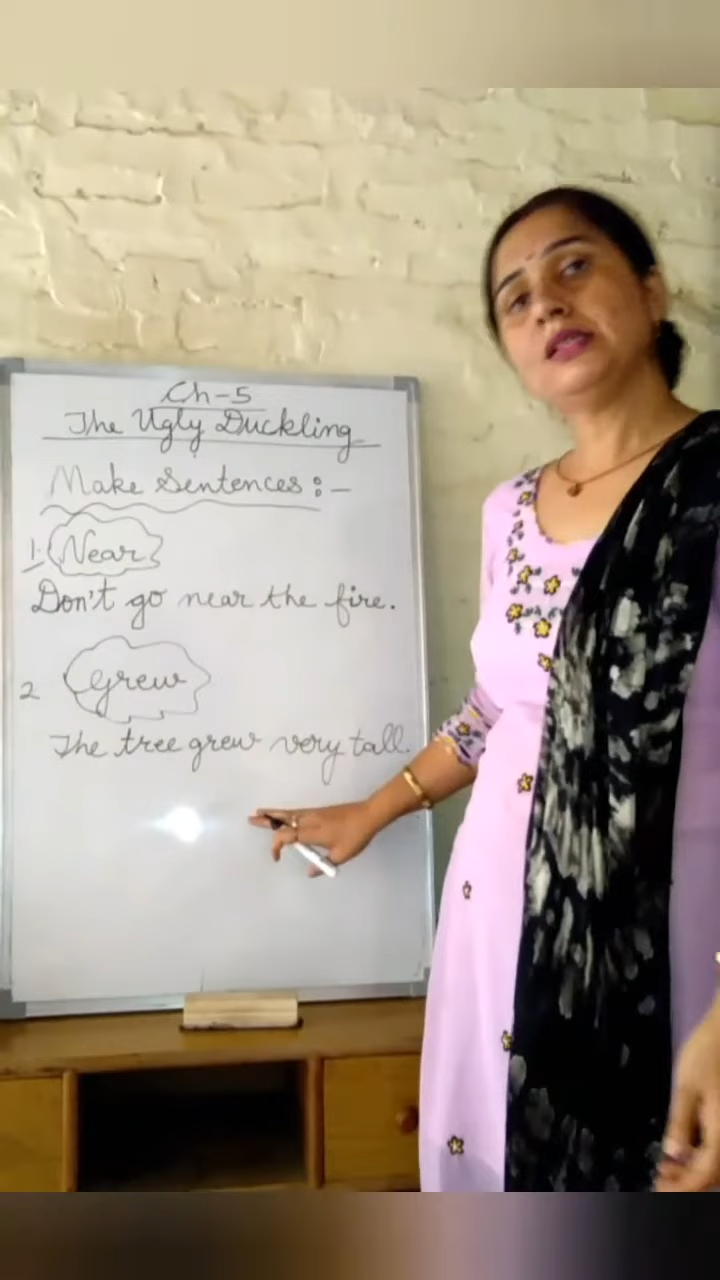 Ch-5
The Ugly Duckling
Make Sentences :-
1. Near
Don't go near the fire.
2 Grew
The tree grew very tall.